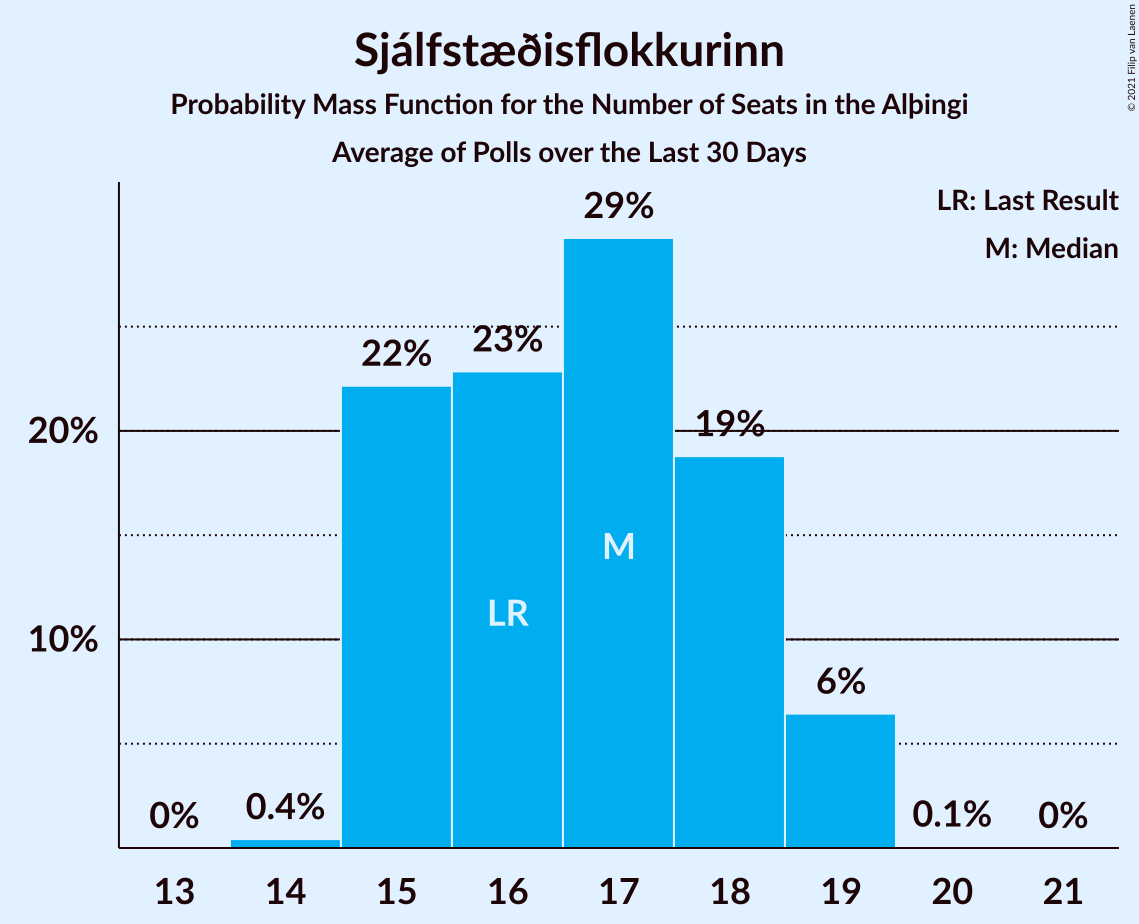 Sjálfstæðisflokkurinn
Probability Mass Function for the Number of Seats in the Alþingi
Average of Polls over the Last 30 Days
© 2021 Filip van Laenen
LR: Last Result
M: Median
29%
23%
22%
20%
19%
M
LR
10%
6%
0%
0.4%
0.1%
0%
13 14 15 16 17 18 19 20 21